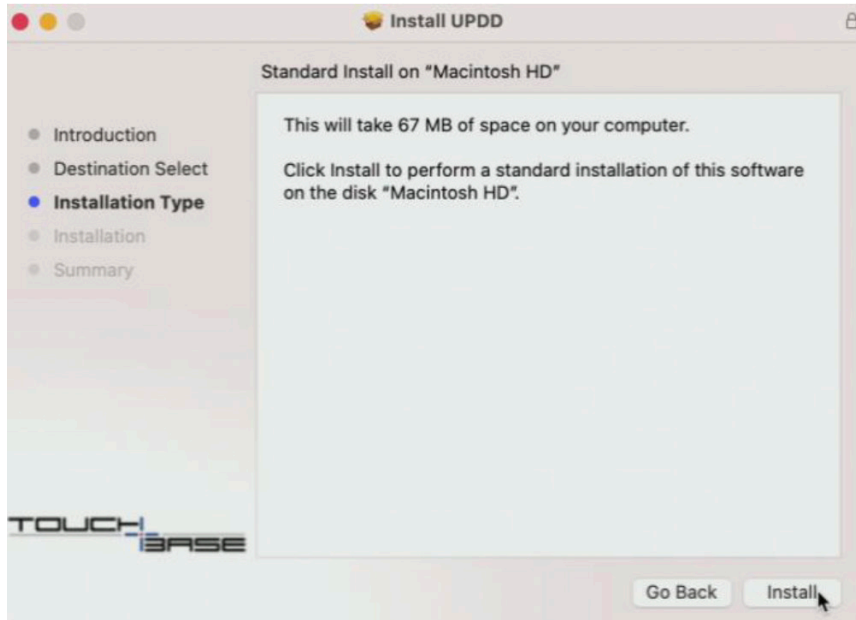 Install UPDD
Standard Install on “Macintosh HD”
Introduction
Destination Select
Installation Type
Installation
Summary
This will take 67 MB of space on your computer.
Click Install to perform a standard installation of this software
on the disk “Macintosh HD”.
TOUCH
BASE
Go Back
Install